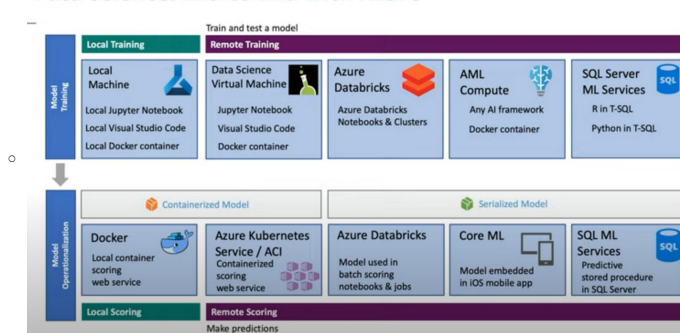 Train and test a model
Local Training
Remote Training
Model
Training
Local
Machine
Local Jupyter Notebook
Local Visual Studio Code
Local Docker container
Data Science
Virtual Machine
Jupyter Notebook
Visual Studio Code
Docker container
Azure
Databricks
Azure Databricks
Notebooks & Clusters
AML
Compute
Any AI framework
Docker container
SQL Server
ML Services
SQL
R in T-SQL
Python in T-SQL
Containerized Model
Serialized Model
Model
Operationalization
Docker
Local container
scoring
web service
Azure Kubernetes
Service / ACI
Containerized
scoring
web service
Azure Databricks
Model used in
batch scoring
notebooks & jobs
Core ML
Model embedded
in iOS mobile app
SQL ML
Services
SQL
Predictive
stored procedure
in SQL Server
Local Scoring
Remote Scoring
Make predictions